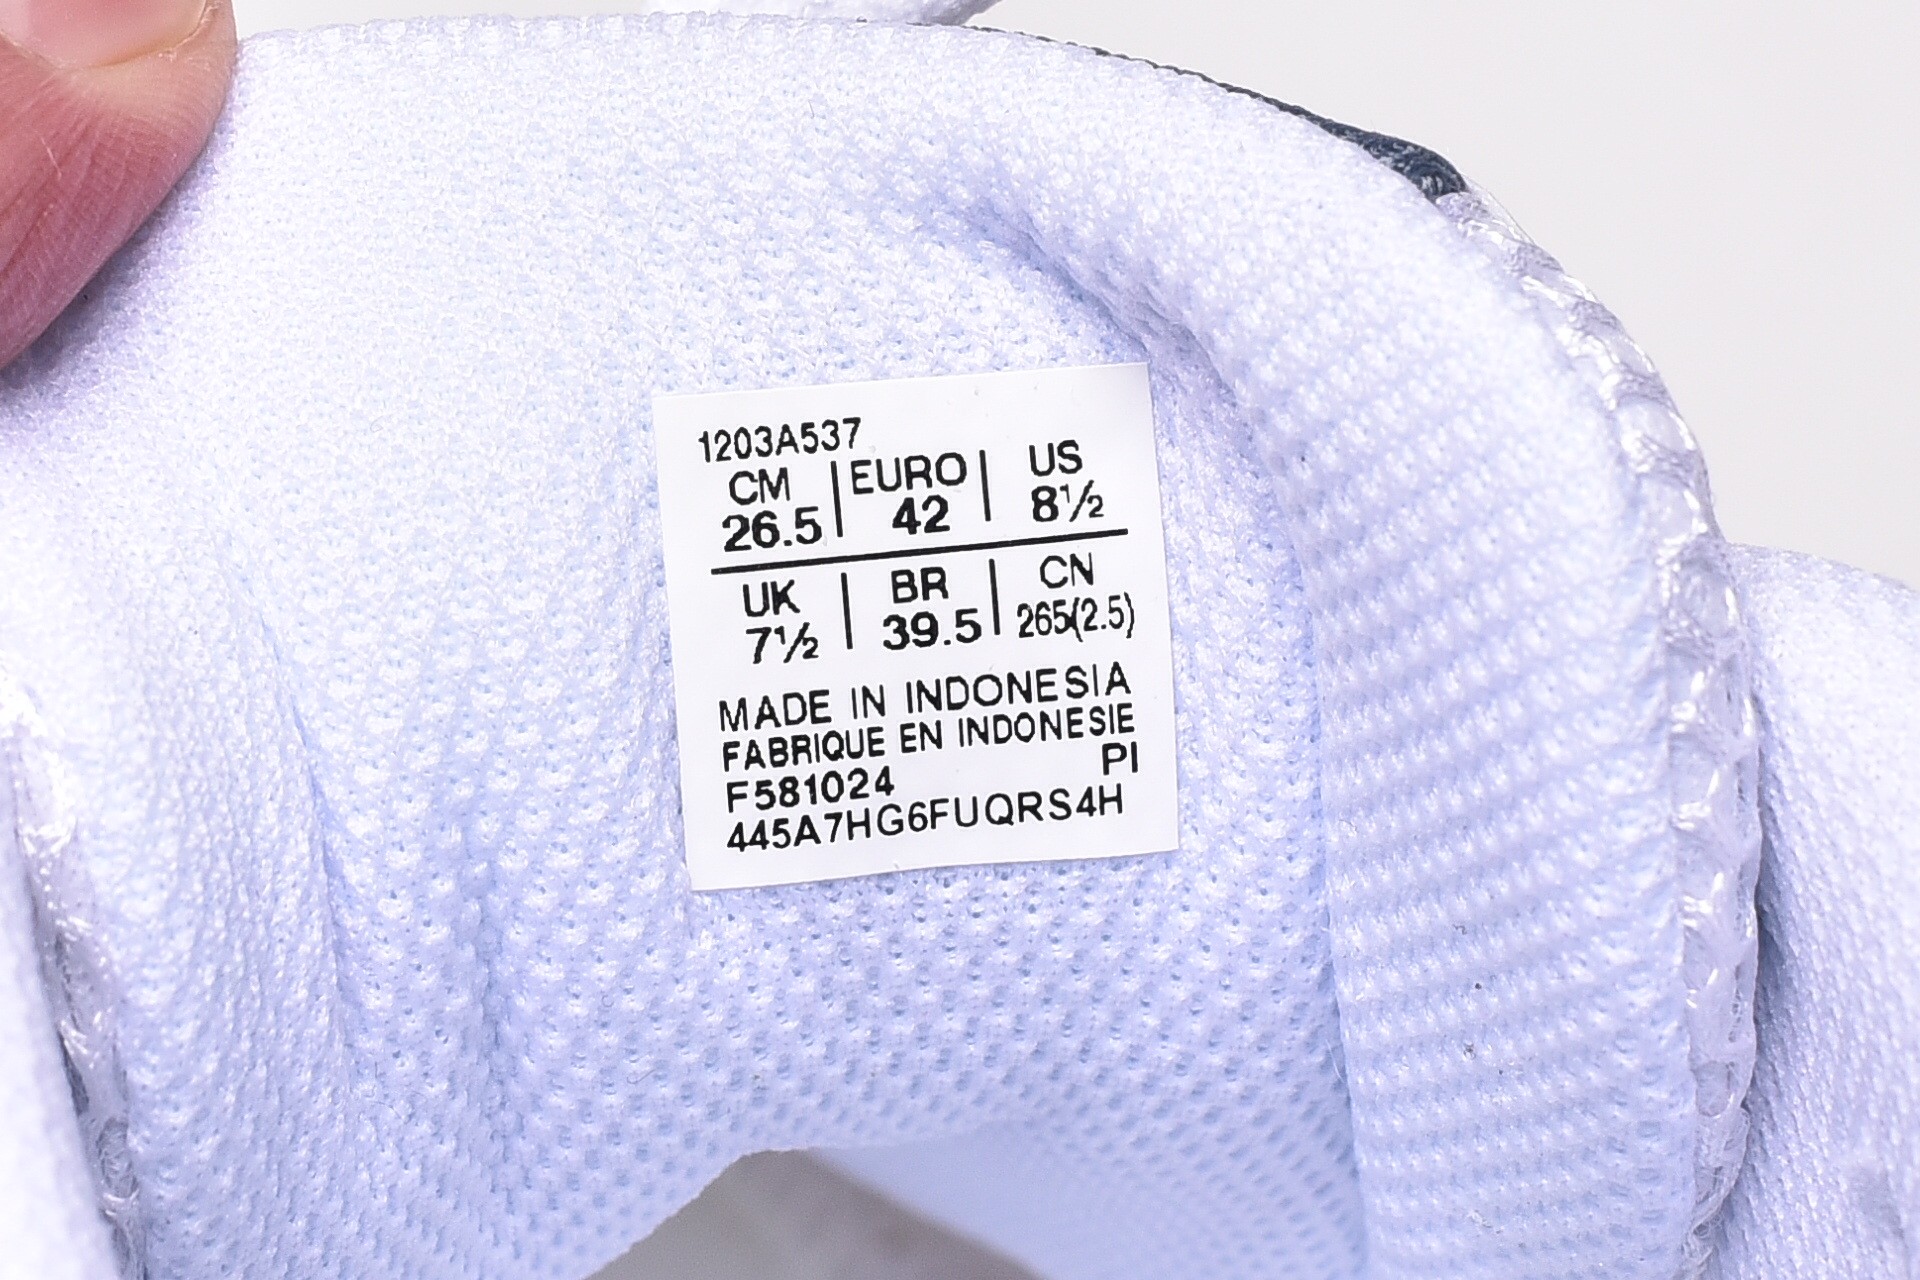 1203A537
CM | EURO | US
26.5 | 42 | 8½
UK | BR | CN
7½ | 39.5 | 265(2.5)
MADE IN INDONESIA
FABRIQUE EN INDONESIE
F581024 PI
445A7HG6FUQRS4H